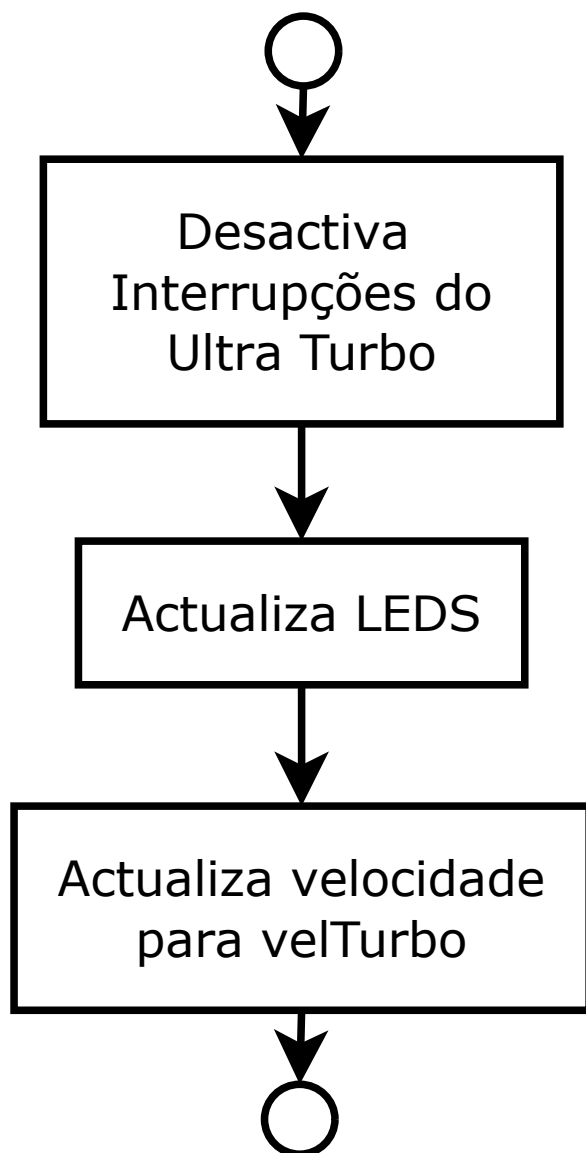 Desactiva
Interrupções do
Ultra Turbo
Actualiza LEDS
Actualiza velocidade
para velTurbo